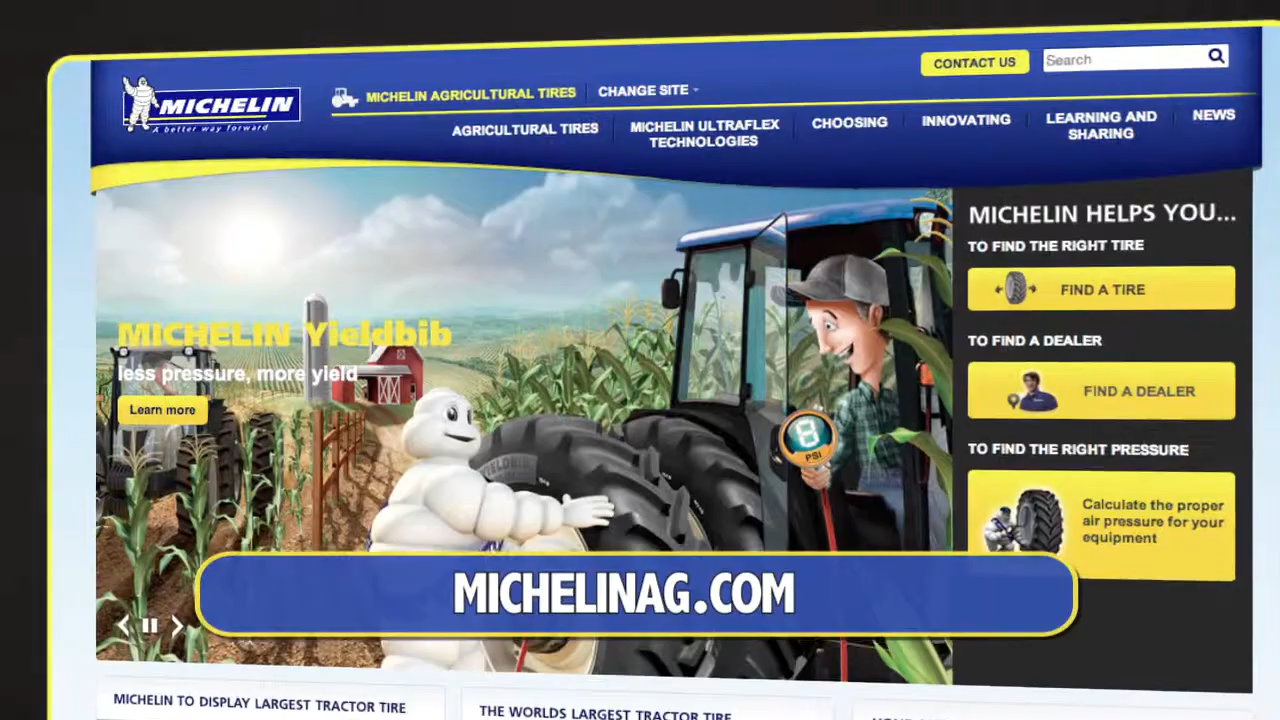 CONTACT US
Search
MICHELIN
A better way forward
MICHELIN AGRICULTURAL TIRES
CHANGE SITE
AGRICULTURAL TIRES
MICHELIN ULTRAFLEX
TECHNOLOGIES
CHOOSING
INNOVATING
LEARNING AND
SHARING
NEWS
MICHELIN Yieldbib
less pressure, more yield
Learn more
YIELDBIB
8
PSI
MICHELIN HELPS YOU...
TO FIND THE RIGHT TIRE
FIND A TIRE
TO FIND A DEALER
FIND A DEALER
TO FIND THE RIGHT PRESSURE
Calculate the proper
air pressure for your
equipment
MICHELINAG.COM
MICHELIN TO DISPLAY LARGEST TRACTOR TIRE
THE WORLDS LARGEST TRACTOR TIRE